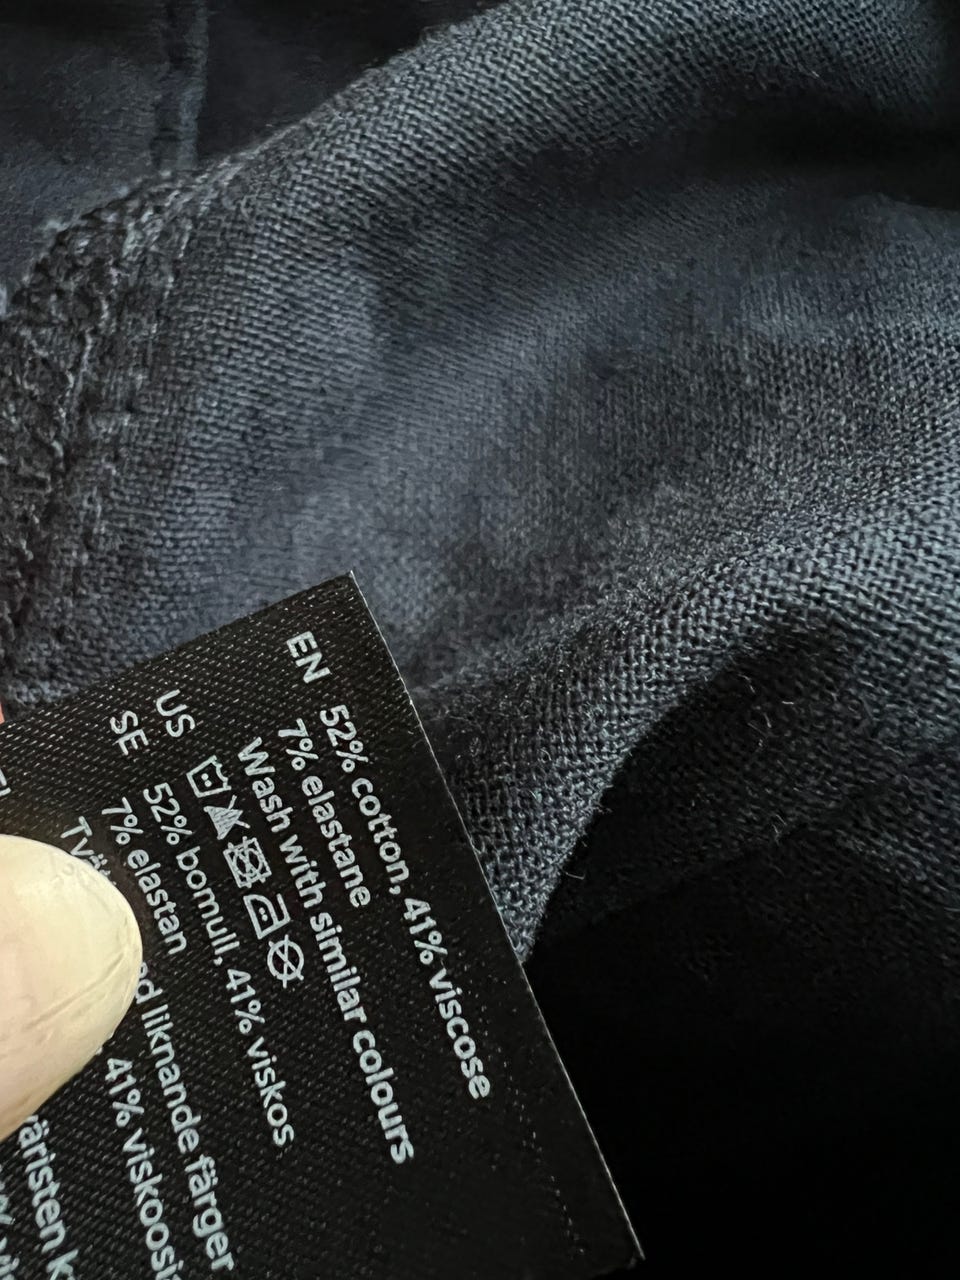 EN 52% cotton, 41% viscose
7% elastane
Wash with similar colours
US
SE 52% bomull, 41% viskos
7% elastan
liknande färger
41%